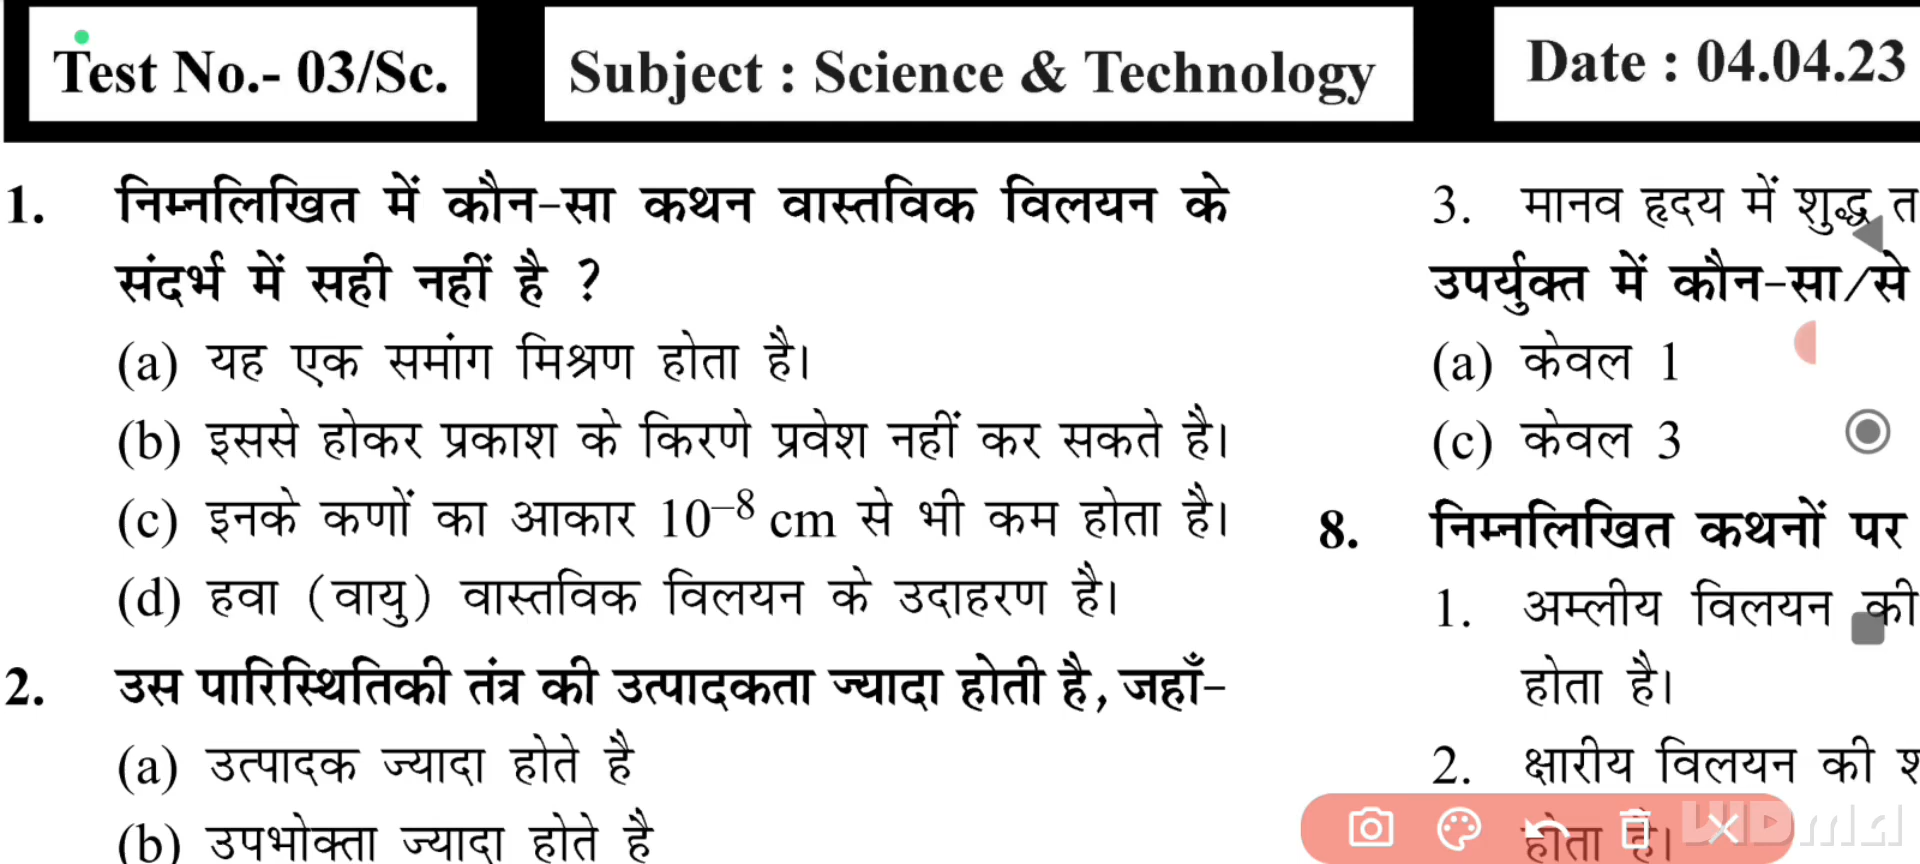 Test No.- 03/Sc.
Subject : Science & Technology
Date : 04.04.23
1. निम्नलिखित में कौन-सा कथन वास्तविक विलयन के
संदर्भ में सही नहीं है ?
(a) यह एक समांग मिश्रण होता है।
(b) इससे होकर प्रकाश के किरणे प्रवेश नहीं कर सकते है।
(c) इनके कणों का आकार 10⁻⁸ cm से भी कम होता है।
(d) हवा (वायु) वास्तविक विलयन के उदाहरण है।
2. उस पारिस्थितिकी तंत्र की उत्पादकता ज्यादा होती है, जहाँ-
(a) उत्पादक ज्यादा होते है
(b) उपभोक्ता ज्यादा होते है
3. मानव हृदय में शुद्ध
उपर्युक्त में कौन-सा/से
(a) केवल 1
(c) केवल 3
8. निम्नलिखित कथनों पर
1. अम्लीय विलयन की
होता है।
2. क्षारीय विलयन की
होता है।